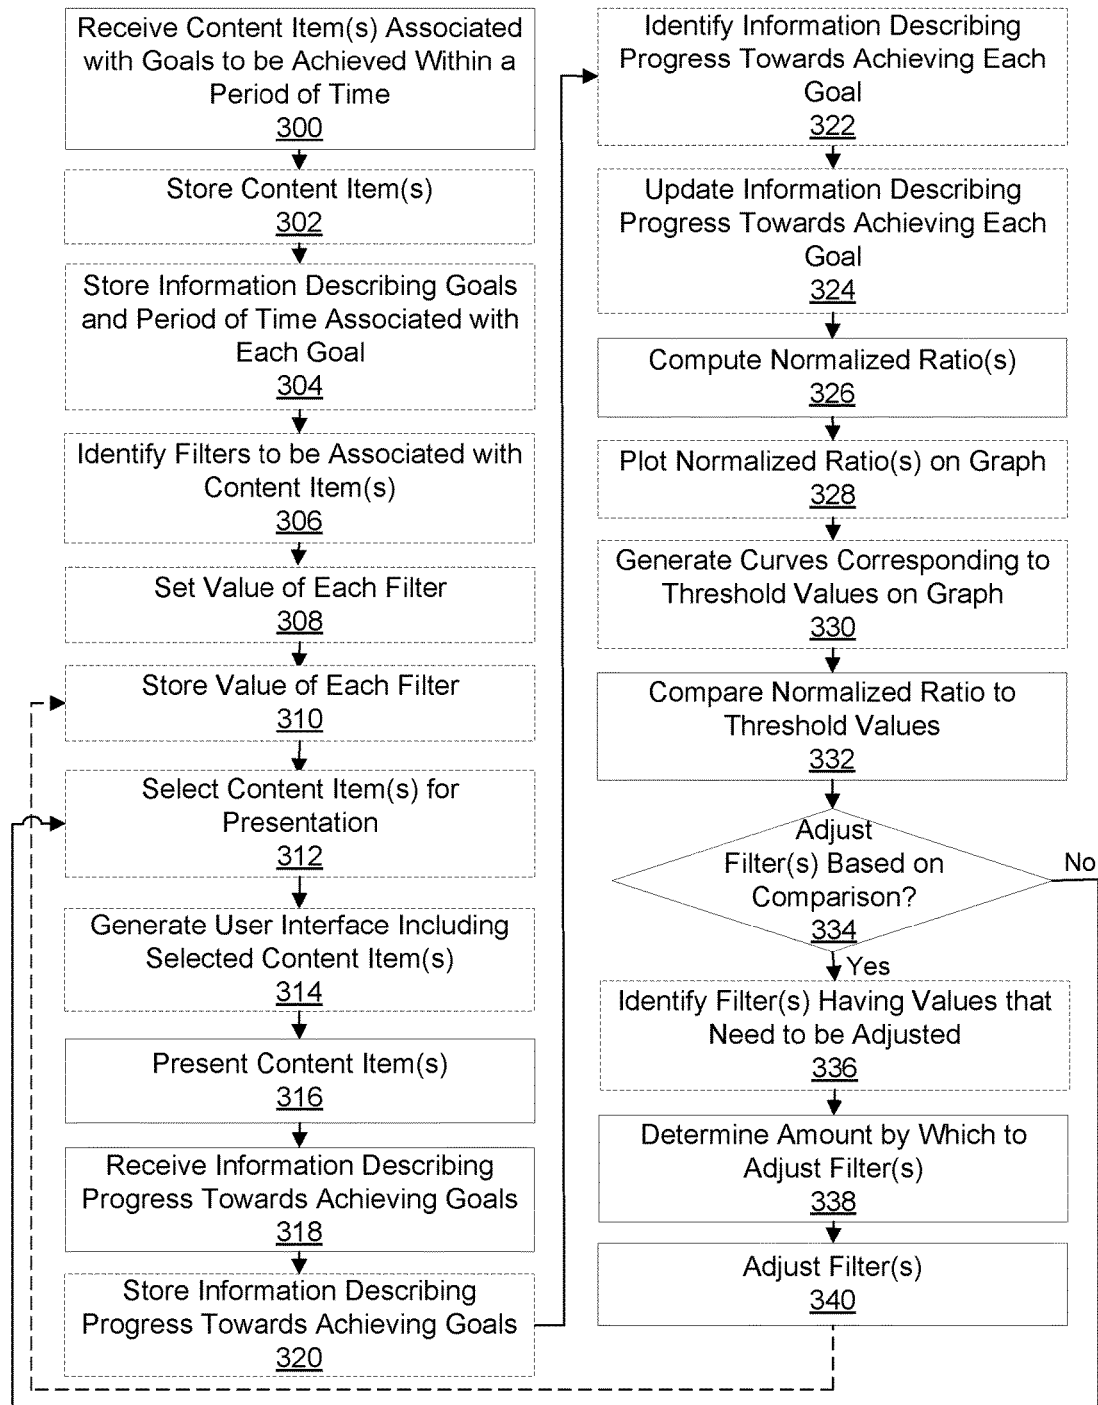 Receive Content Item(s) Associated
with Goals to be Achieved Within a
Period of Time
300
Store Content Item(s)
302
Store Information Describing Goals
and Period of Time Associated with
Each Goal
304
Identify Filters to be Associated with
Content Item(s)
306
Set Value of Each Filter
308
Store Value of Each Filter
310
Select Content Item(s) for
Presentation
312
Generate User Interface Including
Selected Content Item(s)
314
Present Content Item(s)
316
Receive Information Describing
Progress Towards Achieving Goals
318
Store Information Describing
Progress Towards Achieving Goals
320
Identify Information Describing
Progress Towards Achieving Each
Goal
322
Update Information Describing
Progress Towards Achieving Each
Goal
324
Compute Normalized Ratio(s)
326
Plot Normalized Ratio(s) on Graph
328
Generate Curves Corresponding to
Threshold Values on Graph
330
Compare Normalized Ratio to
Threshold Values
332
Adjust
Filter(s) Based on
Comparison?
334
No
Yes
Identify Filter(s) Having Values that
Need to be Adjusted
336
Determine Amount by Which to
Adjust Filter(s)
338
Adjust Filter(s)
340